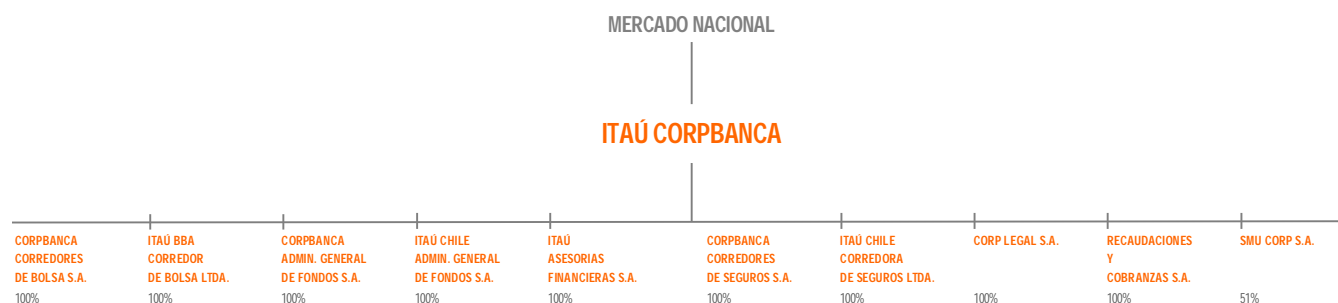 MERCADO NACIONAL
ITAÚ CORPBANCA
CORPBANCA
CORREDORES
DE BOLSA S.A.
100%
ITAÚ BBA
CORREDOR
DE BOLSA LTDA.
100%
CORPBANCA
ADMIN. GENERAL
DE FONDOS S.A.
100%
ITAÚ CHILE
ADMIN. GENERAL
DE FONDOS S.A.
100%
ITAÚ
ASESORIAS
FINANCIERAS S.A.
100%
CORPBANCA
CORREDORES
DE SEGUROS S.A.
100%
ITAÚ CHILE
CORREDORA
DE SEGUROS LTDA.
100%
CORP LEGAL S.A.
100%
RECAUDACIONES
Y
COBRANZAS S.A.
100%
SMU CORP S.A.
51%